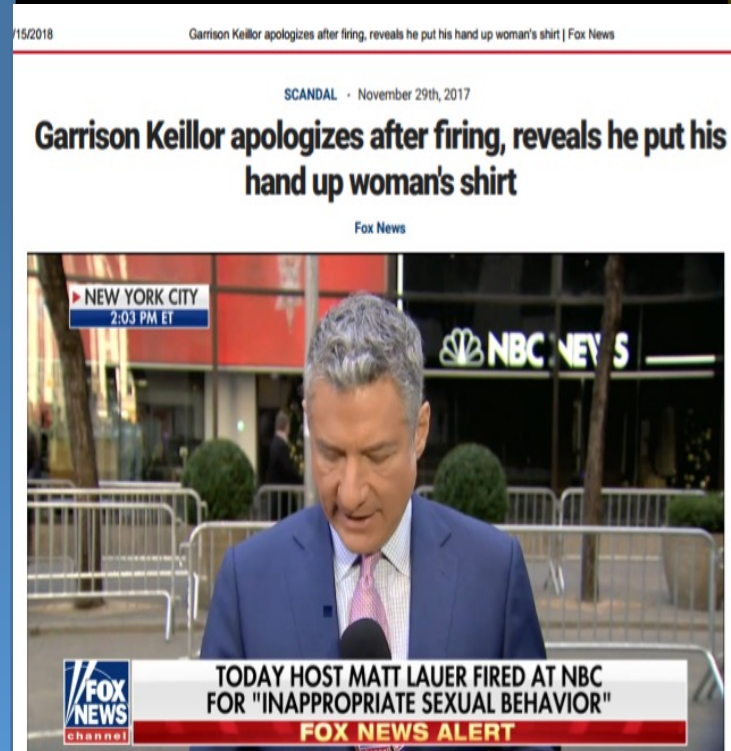 /15/2018
Garrison Keillor apologizes after firing, reveals he put his hand up woman's shirt | Fox News
SCANDAL · November 29th, 2017
Garrison Keillor apologizes after firing, reveals he put his
hand up woman's shirt
Fox News
NEW YORK CITY
2:03 PM ET
NBC NEWS
TODAY HOST MATT LAUER FIRED AT NBC
FOR "INAPPROPRIATE SEXUAL BEHAVIOR"
FOX
NEWS
channel
FOX NEWS ALERT